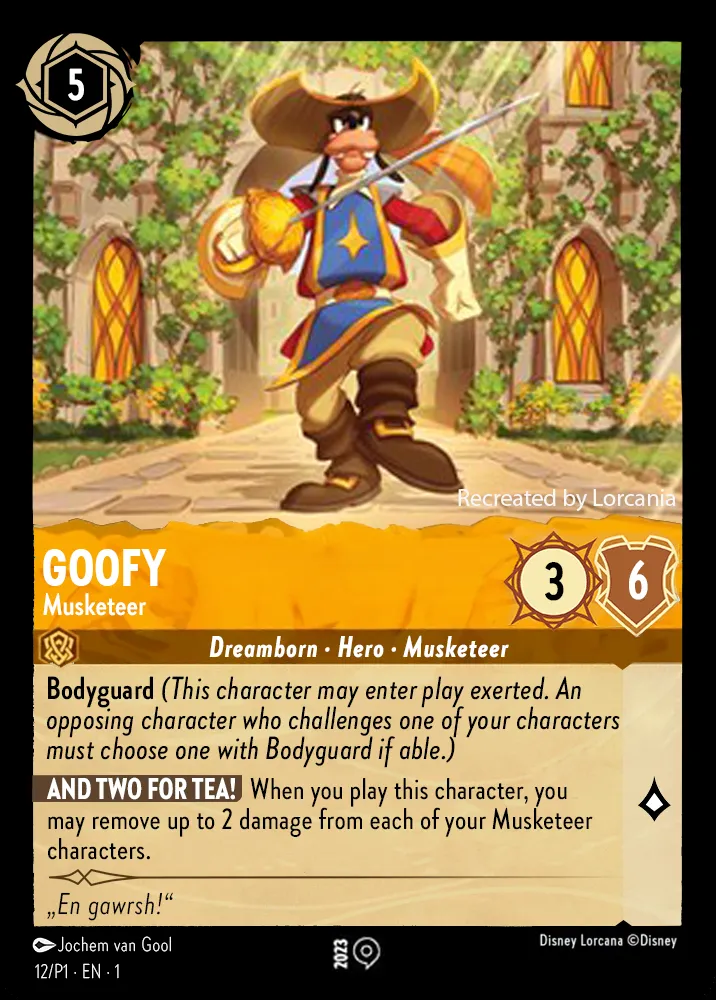 5
Recreated by Lorcania
GOOFY
Musketeer
3
6
Dreamborn · Hero · Musketeer
Bodyguard (This character may enter play exerted. An
opposing character who challenges one of your characters
must choose one with Bodyguard if able.)
AND TWO FOR TEA! When you play this character, you
may remove up to 2 damage from each of your Musketeer
characters.
„En gawrsh!“
Jochem van Gool
12/P1 · EN · 1
2023
Disney Lorcana ©Disney